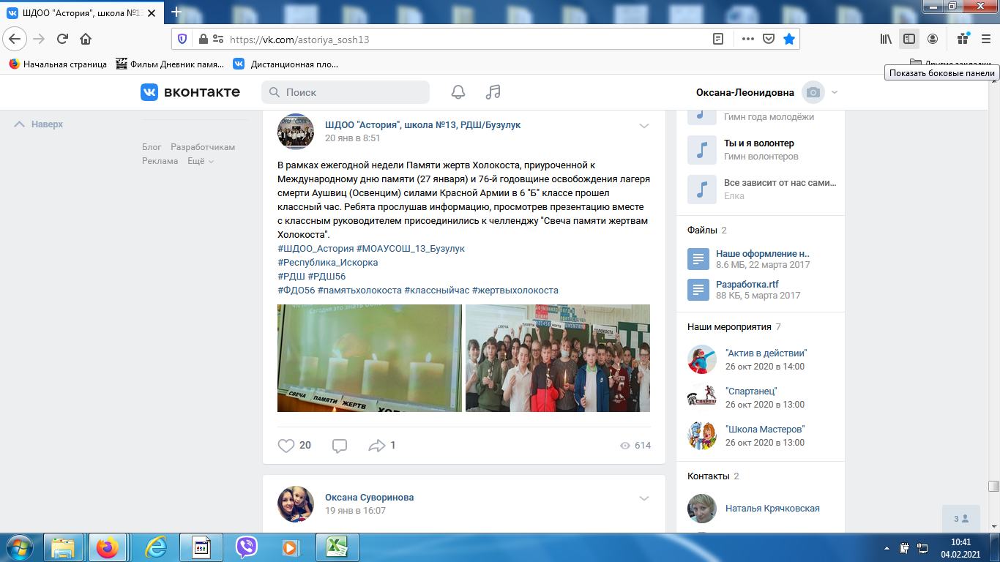 ШДОО "Астория", школа №13
https://vk.com/astoriya_sosh13
Начальная страница
Фильм Дневник памя...
Дистанционная пло...
Другие закладки
Показать боковые панели
вконтакте
Поиск
Оксана-Леонидовна
Наверх
Блог Разработчикам
Реклама Ещё
ШДОО "Астория", школа №13, РДШ/Бузулук
20 янв в 8:51
В рамках ежегодной недели Памяти жертв Холокоста, приуроченной к
Международному дню памяти (27 января) и 76-й годовщине освобождения лагеря
смерти Аушвиц (Освенцим) силами Красной Армии в 6 "Б" классе прошел
классный час. Ребята прослушав информацию, просмотрев презентацию вместе
с классным руководителем присоединились к челленджу "Свеча памяти жертвам
Холокоста".
#ШДОО_Астория #МОАУСОШ_13_Бузулук
#Республика_Искорка
#РДШ #РДШ56
#ФДО56 #памятьхолокоста #классныйчас #жертвыхолокоста
Сегодня это знать
СВЕЧА ПАМЯТИ ЖЕРТВ
СВЕЧА ПАМЯТИ
ХОЛОКОСТА
20
1
614
Оксана Суворинова
19 янв в 16:07
Гимн года молодёжи
Ты и я волонтер
Гимн волонтеров
Все зависит от нас сами...
Елка
Файлы 2
Наше оформление н..
8.6 МБ, 22 марта 2017
Разработка.rtf
88 КБ, 5 марта 2017
Наши мероприятия 7
"Актив в действии"
26 окт 2020 в 14:00
"Спартанец"
26 окт 2020 в 13:00
"Школа Мастеров"
26 окт 2020 в 13:00
Контакты 2
Наталья Крячковская
3
10:41
04.02.2021